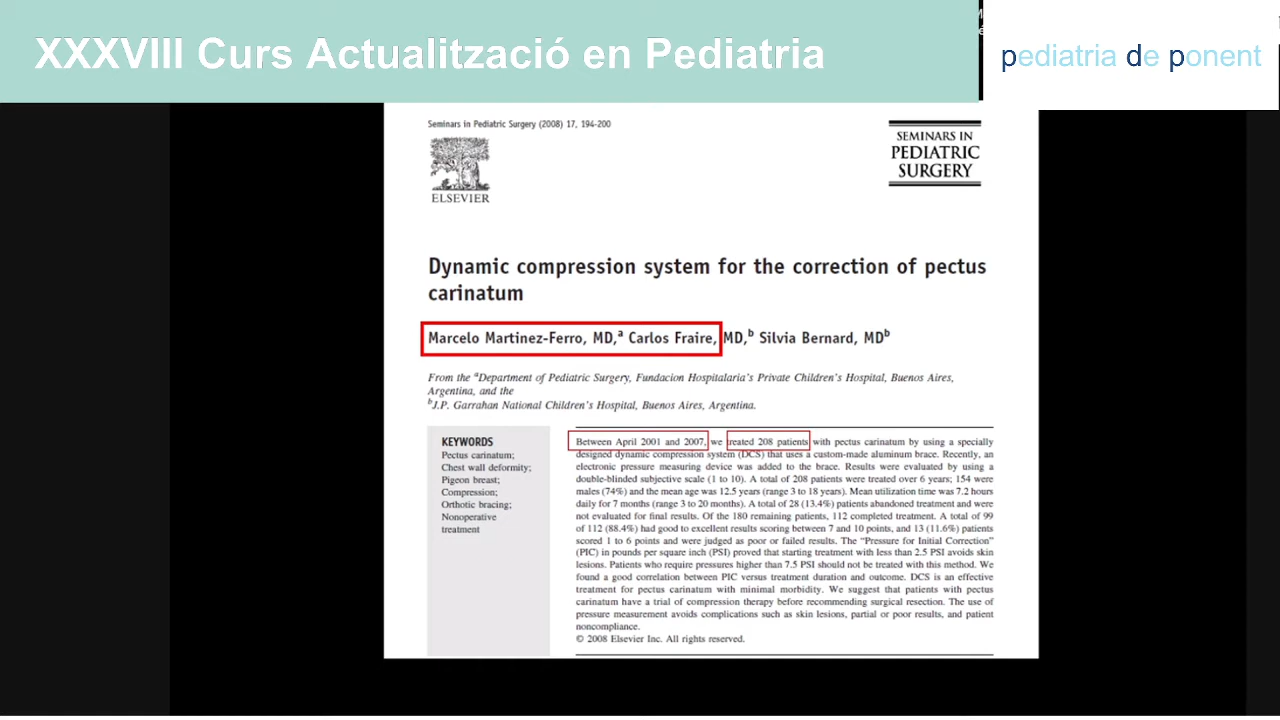 XXXVIII Curs Actualització en Pediatria
pediatria de ponent
Seminars in Pediatric Surgery (2008) 17, 194-200
ELSEVIER
SEMINARS IN
PEDIATRIC
SURGERY
Dynamic compression system for the correction of pectus
carinatum
Marcelo Martinez-Ferro, MD,a Carlos Fraire, MD,b Silvia Bernard, MDb
From the aDepartment of Pediatric Surgery, Fundacion Hospitalaria's Private Children's Hospital, Buenos Aires,
Argentina, and the
bJ.P. Garrahan National Children's Hospital, Buenos Aires, Argentina.
KEYWORDS
Pectus carinatum;
Chest wall deformity;
Pigeon breast;
Compression;
Orthotic bracing;
Nonoperative
treatment
Between April 2001 and 2007, we treated 208 patients with pectus carinatum by using a specially
designed dynamic compression system (DCS) that uses a custom-made aluminum brace. Recently, an
electronic pressure measuring device was added to the brace. Results were evaluated by using a
double-blinded subjective scale (1 to 10). A total of 208 patients were treated over 6 years; 154 were
males (74%) and the mean age was 12.5 years (range 3 to 18 years). Mean utilization time was 7.2 hours
daily for 7 months (range 3 to 20 months). A total of 28 (13.4%) patients abandoned treatment and were
not evaluated for final results. Of the 180 remaining patients, 112 completed treatment. A total of 99
of 112 (88.4%) had good to excellent results scoring between 7 and 10 points, and 13 (11.6%) patients
scored 1 to 6 points and were judged as poor or failed results. The "Pressure for Initial Correction"
(PIC) in pounds per square inch (PSI) proved that starting treatment with less than 2.5 PSI avoids skin
lesions. Patients who require pressures higher than 7.5 PSI should not be treated with this method. We
found a good correlation between PIC versus treatment duration and outcome. DCS is an effective
treatment for pectus carinatum with minimal morbidity. We suggest that patients with pectus
carinatum have a trial of compression therapy before recommending surgical resection. The use of
pressure measurement avoids complications such as skin lesions, partial or poor results, and patient
noncompliance.
© 2008 Elsevier Inc. All rights reserved.